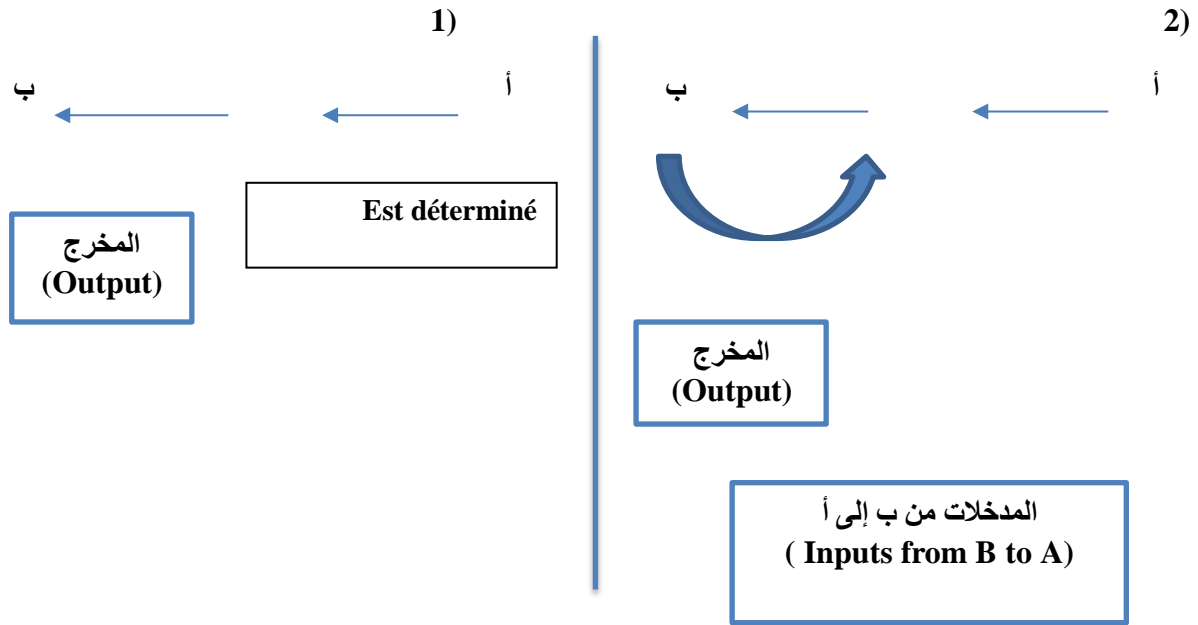 1)
أ
ب
Est déterminé
المخرج
(Output)
2)
أ
ب
المخرج
(Output)
المدخلات من ب إلى أ
( Inputs from B to A)